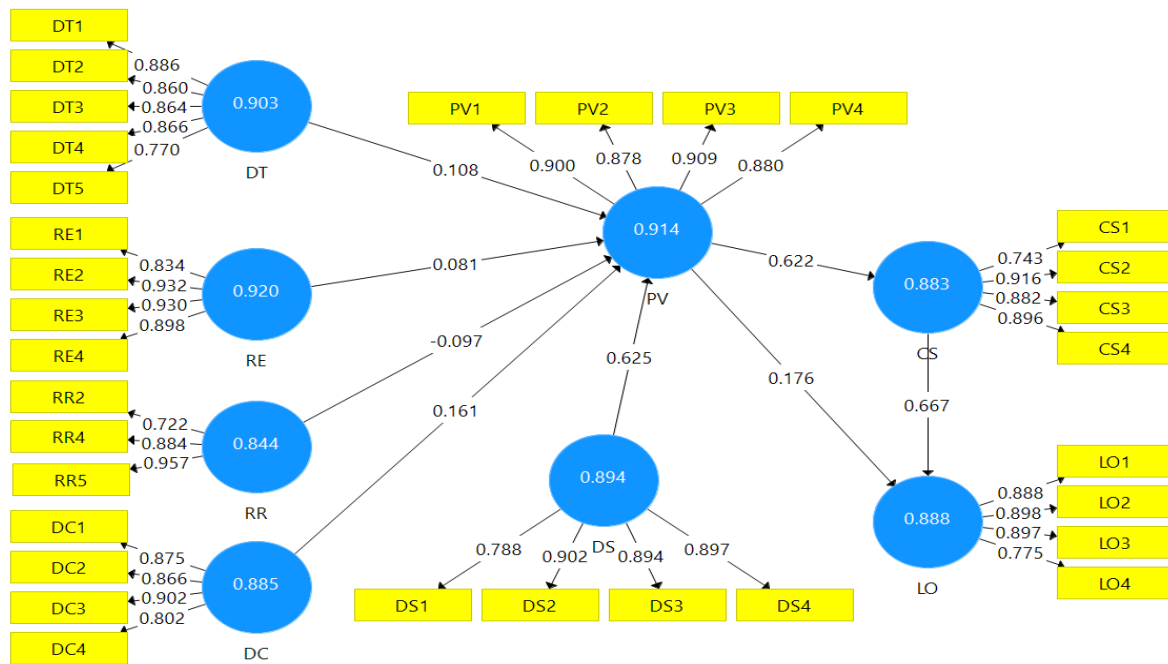 DT1
DT2
DT3
DT4
DT5
0.886
0.860
0.864
0.866
0.770
0.903
DT
RE1
RE2
RE3
RE4
0.834
0.932
0.930
0.898
0.920
RE
RR2
RR4
RR5
0.722
0.884
0.957
0.844
RR
DC1
DC2
DC3
DC4
0.875
0.866
0.902
0.802
0.885
DC
0.108
0.081
-0.097
0.161
0.625
PV1
PV2
PV3
PV4
0.900
0.878
0.909
0.880
0.914
PV
0.894
DS
0.788
0.902
0.894
0.897
DS1
DS2
DS3
DS4
0.622
0.176
0.667
0.883
CS
0.743
0.916
0.882
0.896
CS1
CS2
CS3
CS4
0.888
LO
0.888
0.898
0.897
0.775
LO1
LO2
LO3
LO4